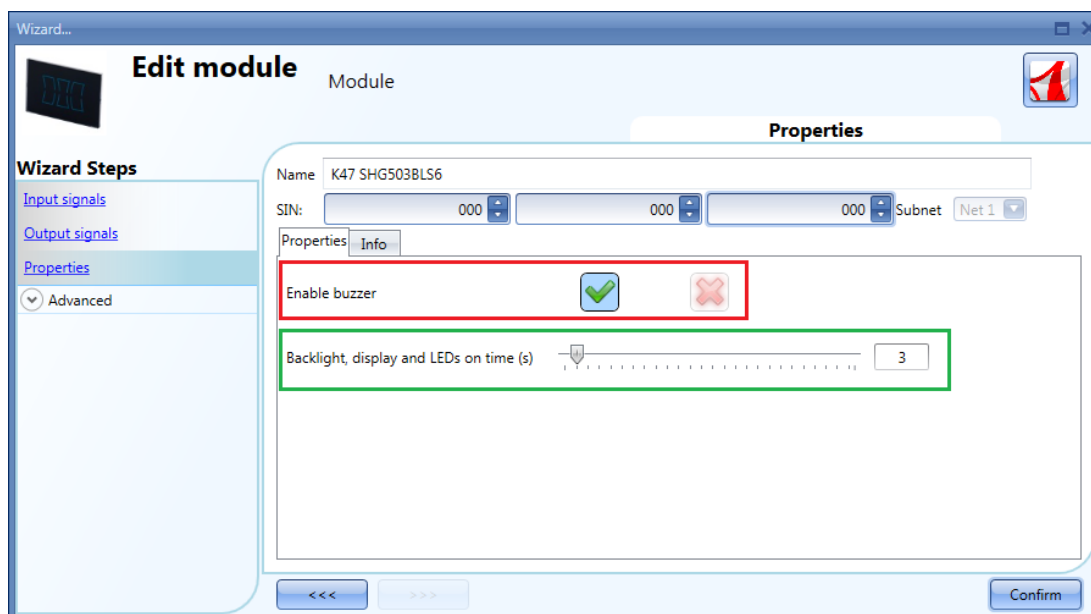 Wizard...
Edit module
Module
Properties
Wizard Steps
Input signals
Output signals
Properties
Advanced
Name K47 SHG503BLS6
SIN: 000 000 000 Subnet Net 1
Properties Info
Enable buzzer
Backlight, display and LEDs on time (s) 3
<<< >>> Confirm